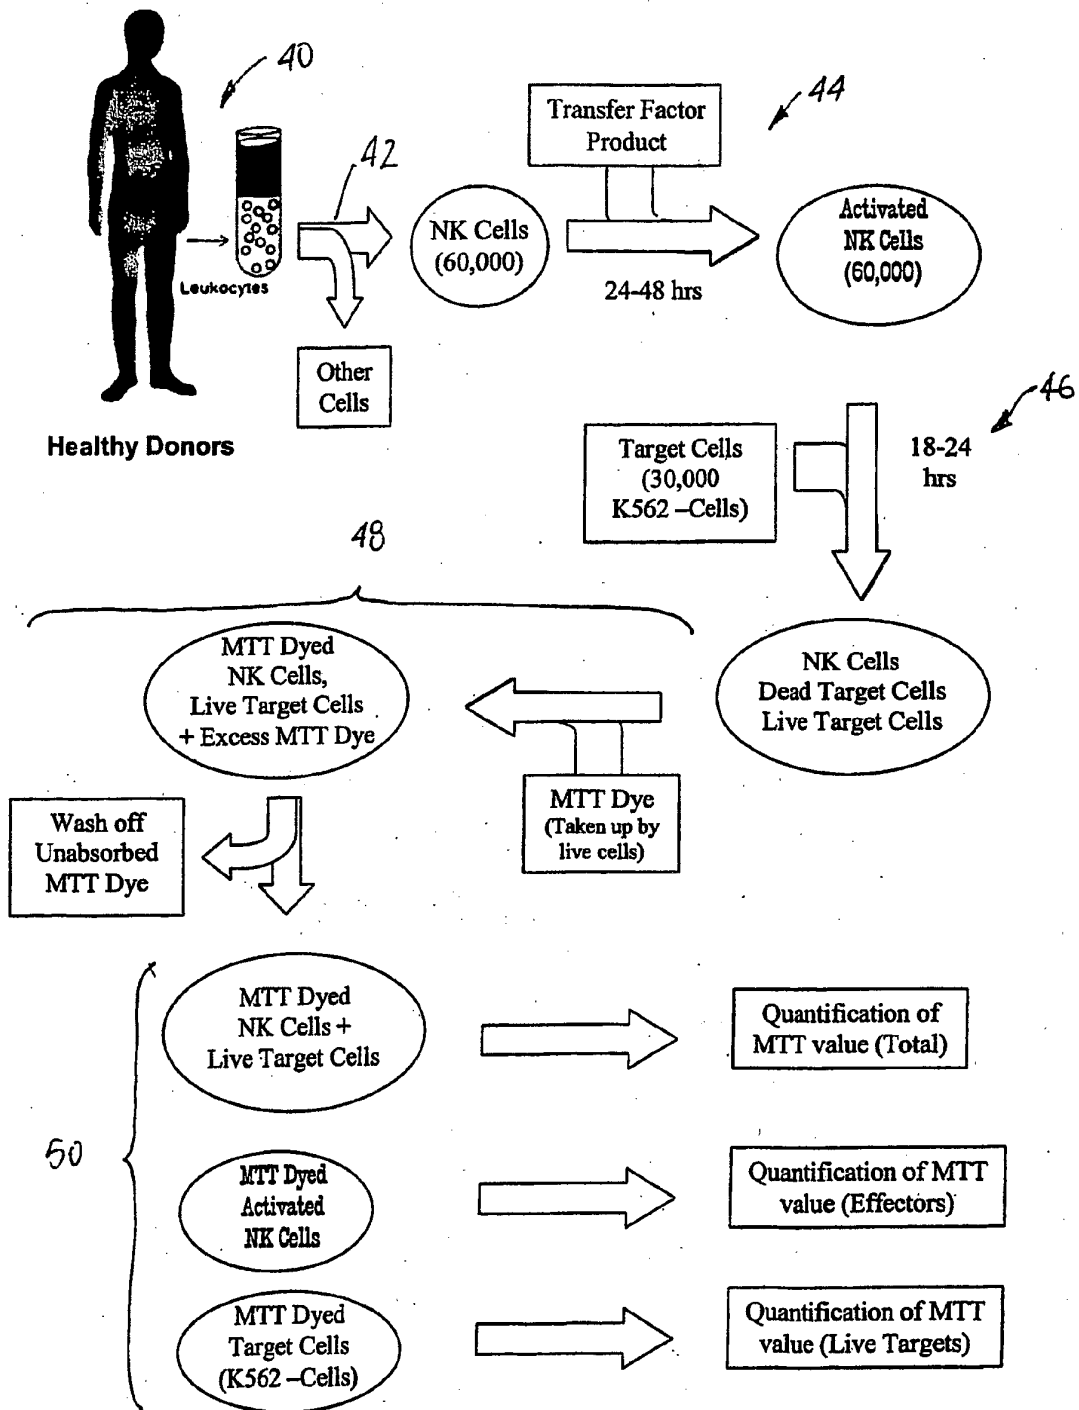 40
Transfer Factor
Product
44
42
NK Cells
(60,000)
Activated
NK Cells
(60,000)
Leukocytes
24-48 hrs
Other
Cells
Healthy Donors
46
Target Cells
(30,000
K562 –Cells)
18-24
hrs
48
MTT Dyed
NK Cells,
Live Target Cells
+ Excess MTT Dye
NK Cells
Dead Target Cells
Live Target Cells
MTT Dye
(Taken up by
live cells)
Wash off
Unabsorbed
MTT Dye
50
MTT Dyed
NK Cells +
Live Target Cells
Quantification of
MTT value (Total)
MTT Dyed
Activated
NK Cells
Quantification of MTT
value (Effectors)
MTT Dyed
Target Cells
(K562 –Cells)
Quantification of MTT
value (Live Targets)